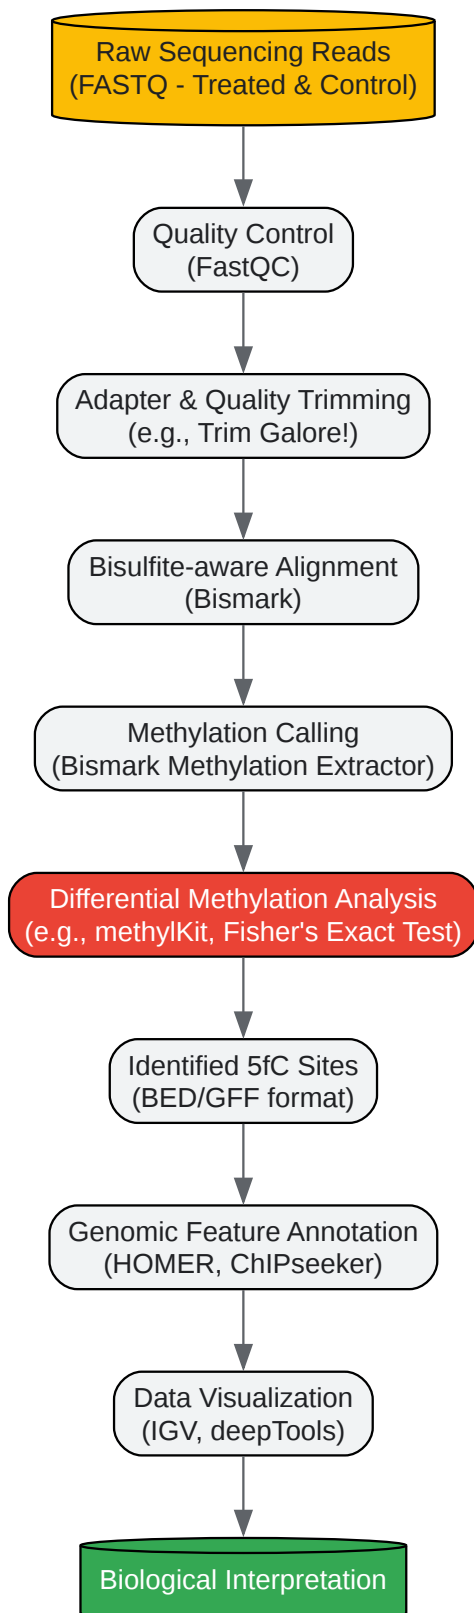 Raw Sequencing Reads
(FASTQ - Treated & Control)
Quality Control
(FastQC)
Adapter & Quality Trimming
(e.g., Trim Galore!)
Bisulfite-aware Alignment
(Bismark)
Methylation Calling
(Bismark Methylation Extractor)
Differential Methylation Analysis
(e.g., methylKit, Fisher's Exact Test)
Identified 5fC Sites
(BED/GFF format)
Genomic Feature Annotation
(HOMER, ChIPseeker)
Data Visualization
(IGV, deepTools)
Biological Interpretation